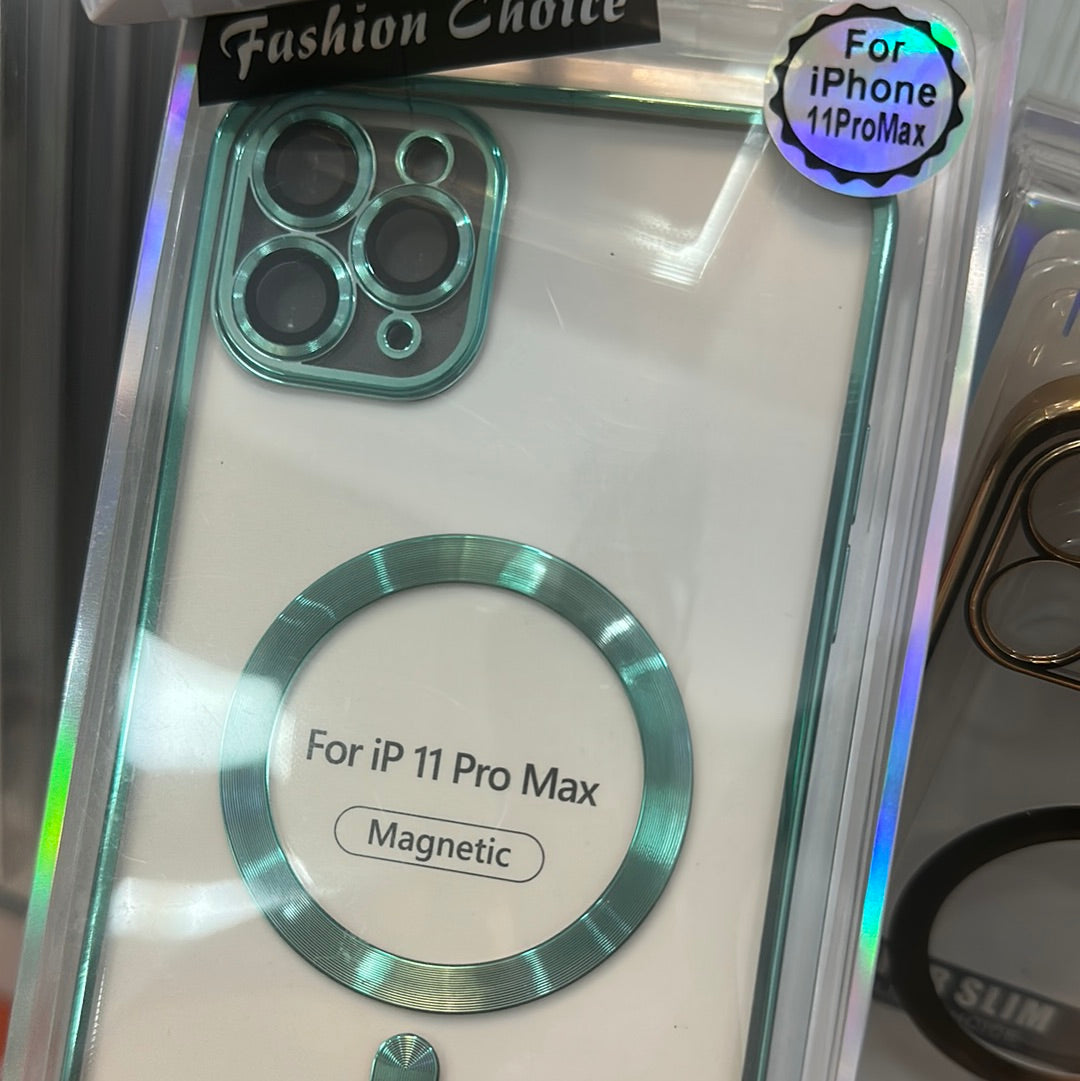 Fashion Choice
For
iPhone
11ProMax
For iP 11 Pro Max
Magnetic
SLIM